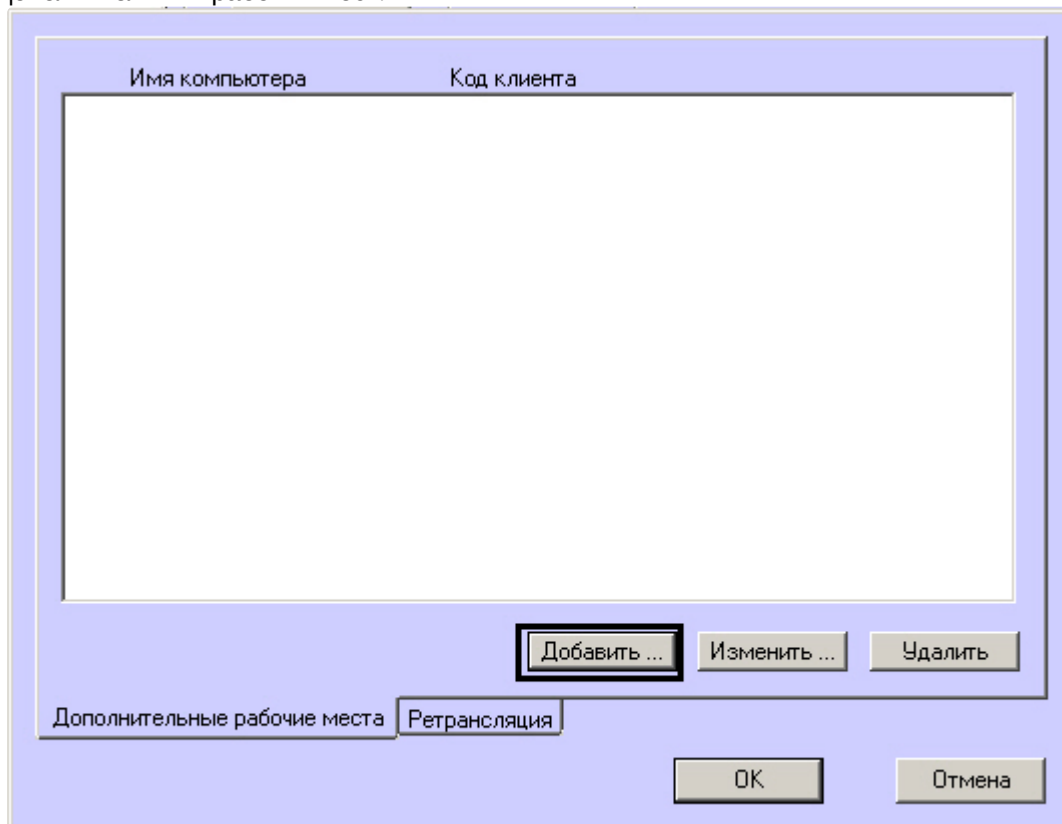 Имя компьютера Код клиента
Добавить ... Изменить ... Удалить
Дополнительные рабочие места Ретрансляция
OK Отмена